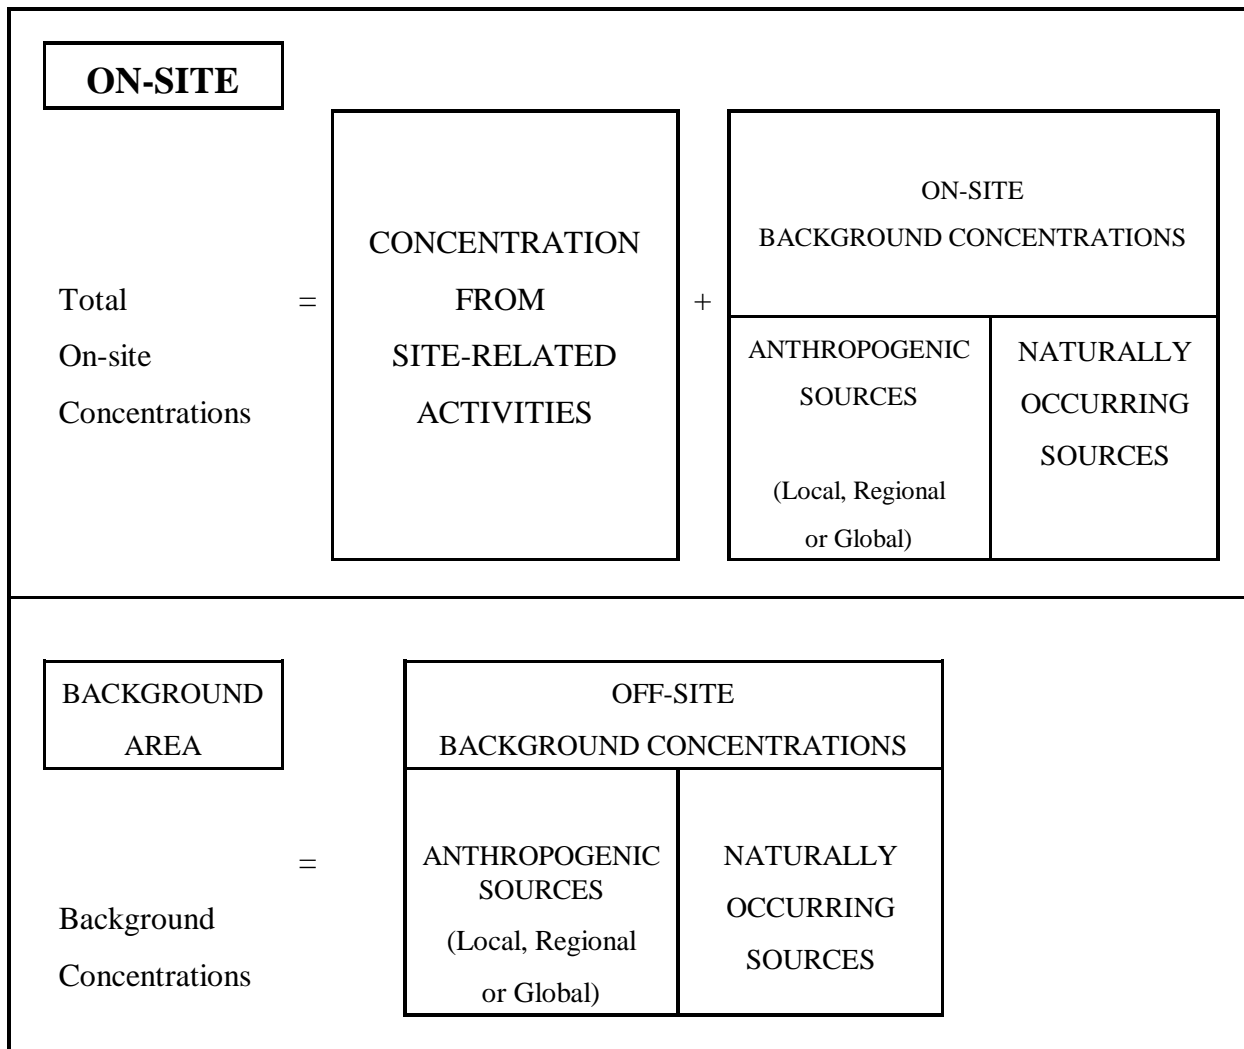 ON-SITE
Total
On-site
Concentrations
=
CONCENTRATION
FROM
SITE-RELATED
ACTIVITIES
+
ON-SITE
BACKGROUND CONCENTRATIONS
ANTHROPOGENIC
SOURCES
(Local, Regional
or Global)
NATURALLY
OCCURRING
SOURCES
BACKGROUND
AREA
Background
Concentrations
=
OFF-SITE
BACKGROUND CONCENTRATIONS
ANTHROPOGENIC
SOURCES
(Local, Regional
or Global)
NATURALLY
OCCURRING
SOURCES